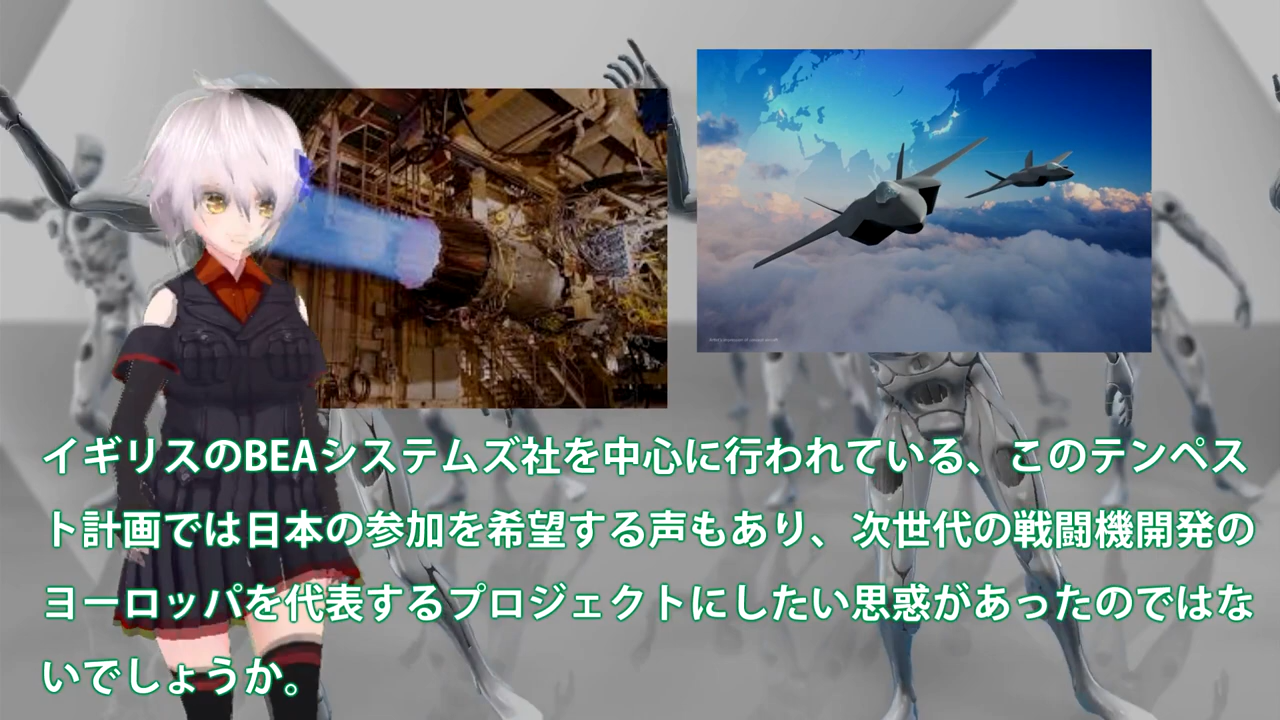 イギリスのBEAシステムズ社を中心に行われている、このテンペス
ト計画では日本の参加を希望する声もあり、次世代の戦闘機開発の
ヨーロッパを代表するプロジェクトにしたい思惑があったのではな
いでしょうか。